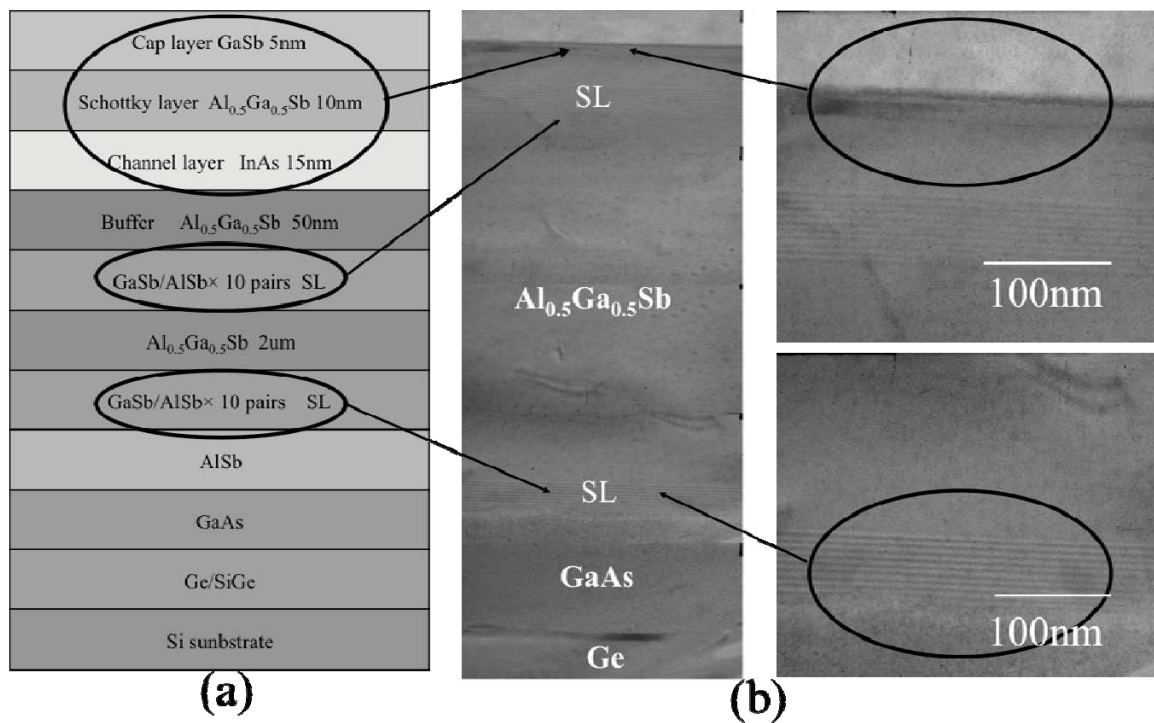 Cap layer GaSb 5nm
Schottky layer Al₀.₅Ga₀.₅Sb 10nm
Channel layer InAs 15nm
Buffer Al₀.₅Ga₀.₅Sb 50nm
GaSb/AlSb× 10 pairs SL
Al₀.₅Ga₀.₅Sb 2um
GaSb/AlSb× 10 pairs SL
AlSb
GaAs
Ge/SiGe
Si sunbstrate
(a)
SL
Al₀.₅Ga₀.₅Sb
SL
GaAs
Ge
100nm
100nm
(b)